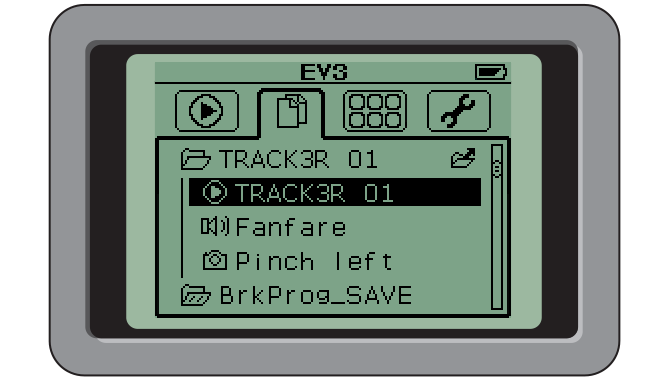 EV3
TRACK3R 01
TRACK3R 01
Fanfare
Pinch left
BrkProg_SAVE